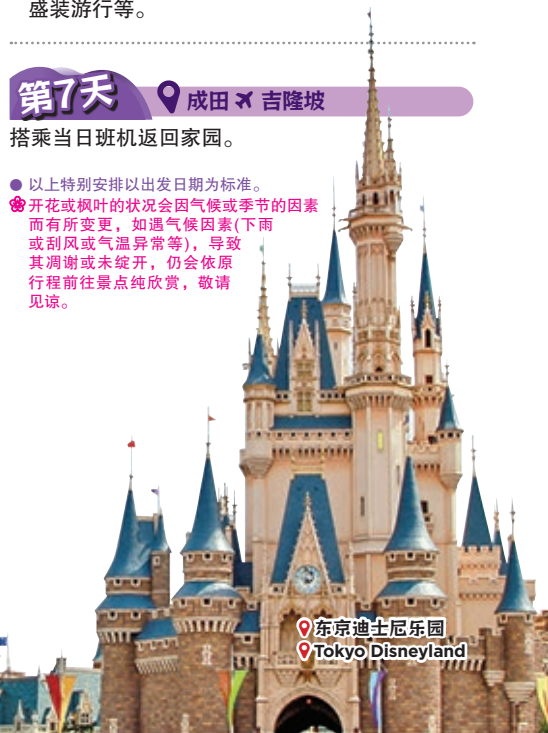 盛装游行等。
第7天
成田 ✈ 吉隆坡
搭乘当日班机返回家园。
● 以上特别安排以出发日期为标准。
开花或枫叶的状况会因气候或季节的因素
而有所变更，如遇气候因素(下雨
或刮风或气温异常等)，导致
其凋谢或未绽开，仍会依原
行程前往景点纯欣赏，敬请
见谅。
东京迪士尼乐园
Tokyo Disneyland